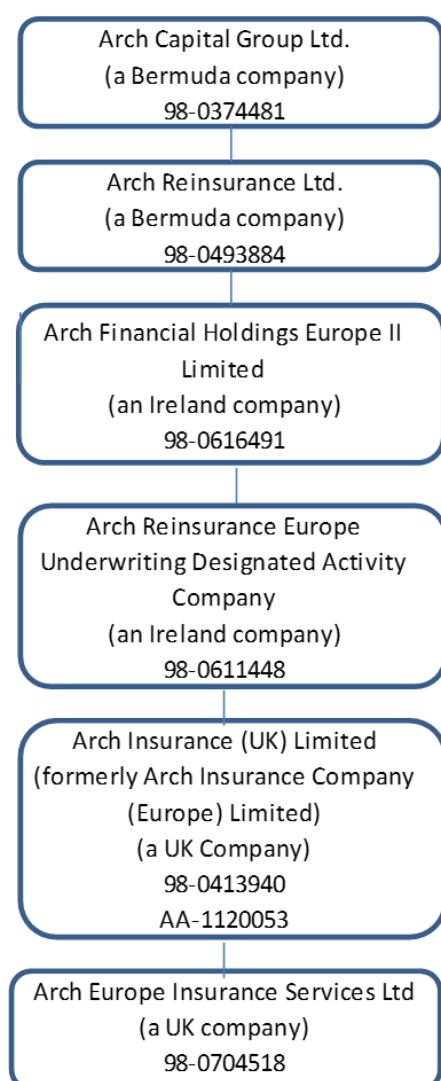 Arch Capital Group Ltd.
(a Bermuda company)
98-0374481
Arch Reinsurance Ltd.
(a Bermuda company)
98-0493884
Arch Financial Holdings Europe II
Limited
(an Ireland company)
98-0616491
Arch Reinsurance Europe
Underwriting Designated Activity
Company
(an Ireland company)
98-0611448
Arch Insurance (UK) Limited
(formerly Arch Insurance Company
(Europe) Limited)
(a UK Company)
98-0413940
AA-1120053
Arch Europe Insurance Services Ltd
(a UK company)
98-0704518